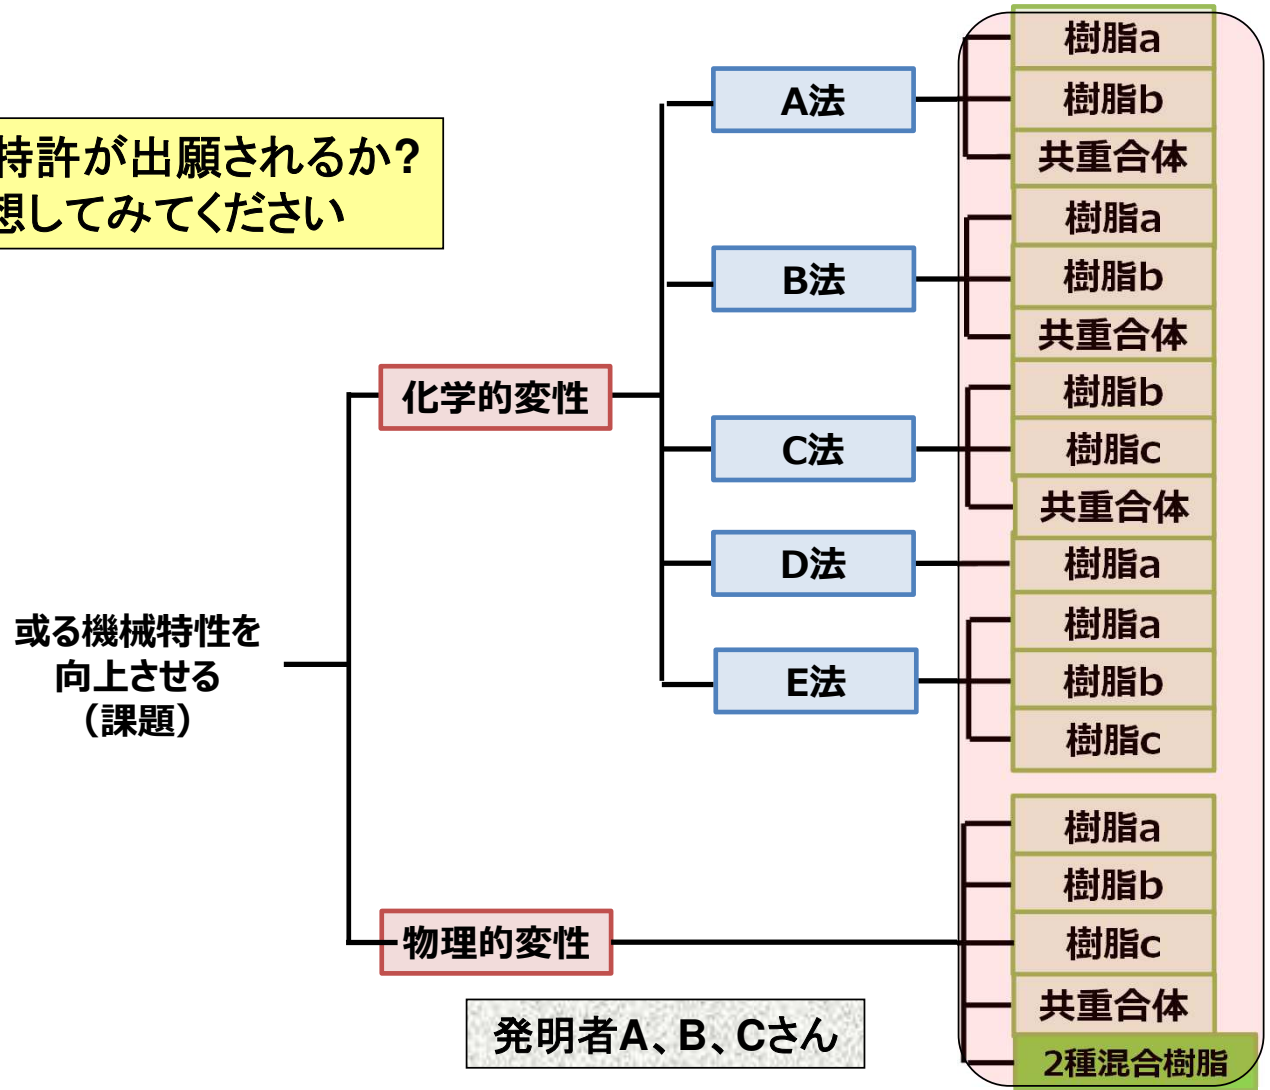 特許が出願されるか?
想してみてください
或る機械特性を
向上させる
（課題）
化学的変性
A法
樹脂a
樹脂b
共重合体
B法
樹脂a
樹脂b
共重合体
C法
樹脂b
樹脂c
共重合体
D法
樹脂a
E法
樹脂a
樹脂b
樹脂c
物理的変性
樹脂a
樹脂b
樹脂c
共重合体
2種混合樹脂
発明者A、B、Cさん